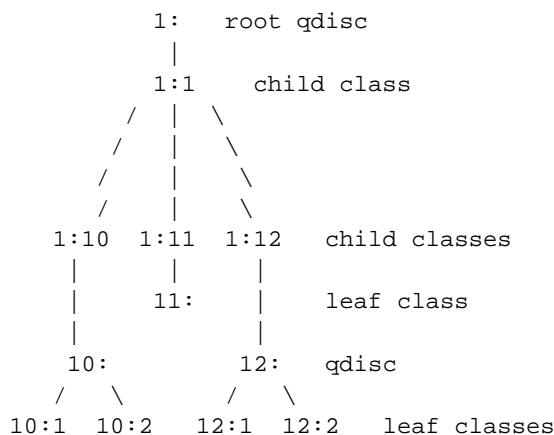 1: root qdisc
|
1:1 child class
/ | \
/ | \
/ | \
/ | \
1:10 1:11 1:12 child classes
| | |
| 11: | leaf class
| |
10: 12: qdisc
/ \ / \
10:1 10:2 12:1 12:2 leaf classes